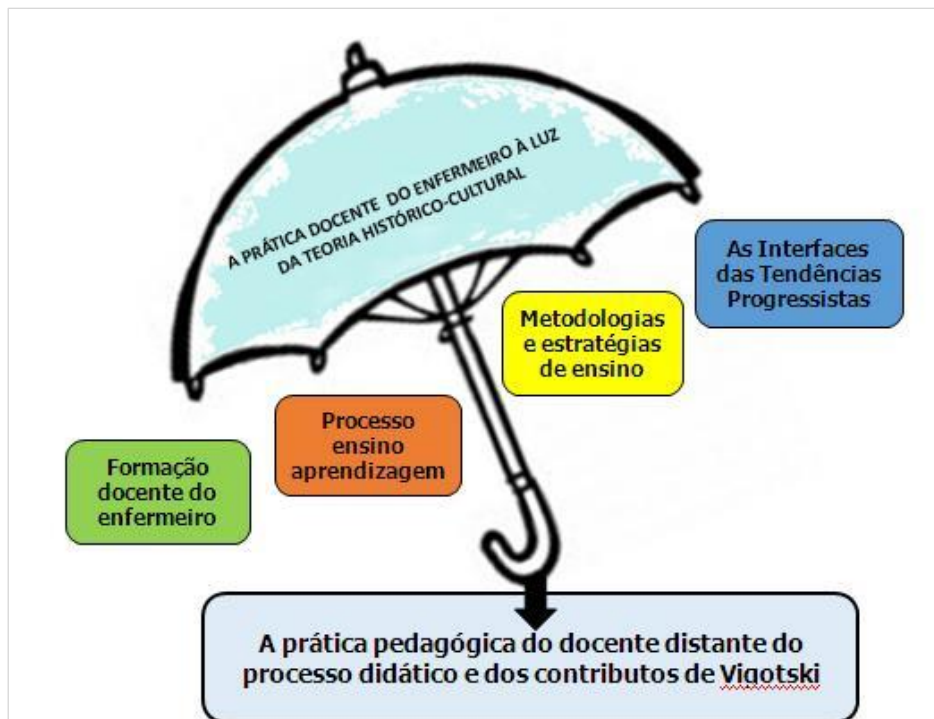 A PRÁTICA DOCENTE DO ENFERMEIRO À LUZ
DA TEORIA HISTÓRICO-CULTURAL
As Interfaces
das Tendências
Progressistas
Metodologias
e estratégias
de ensino
Processo
ensino
aprendizagem
Formação
docente do
enfermeiro
A prática pedagógica do docente distante do
processo didático e dos contributos de Vigotski